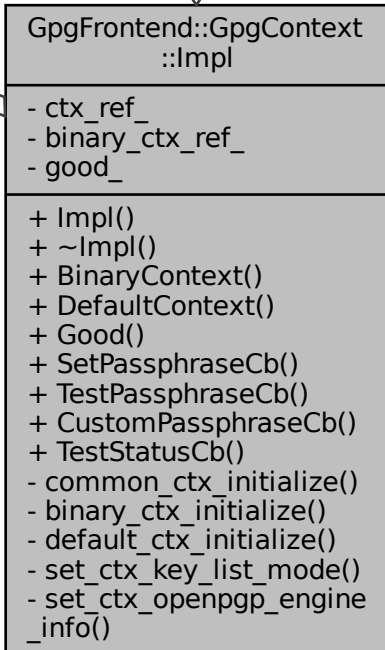 GpgFrontend::GpgContext
::Impl
- ctx_ref_
- binary_ctx_ref_
- good_
+ Impl()
+ ~Impl()
+ BinaryContext()
+ DefaultContext()
+ Good()
+ SetPassphraseCb()
+ TestPassphraseCb()
+ CustomPassphraseCb()
+ TestStatusCb()
- common_ctx_initialize()
- binary_ctx_initialize()
- default_ctx_initialize()
- set_ctx_key_list_mode()
- set_ctx_openpgp_engine
_info()